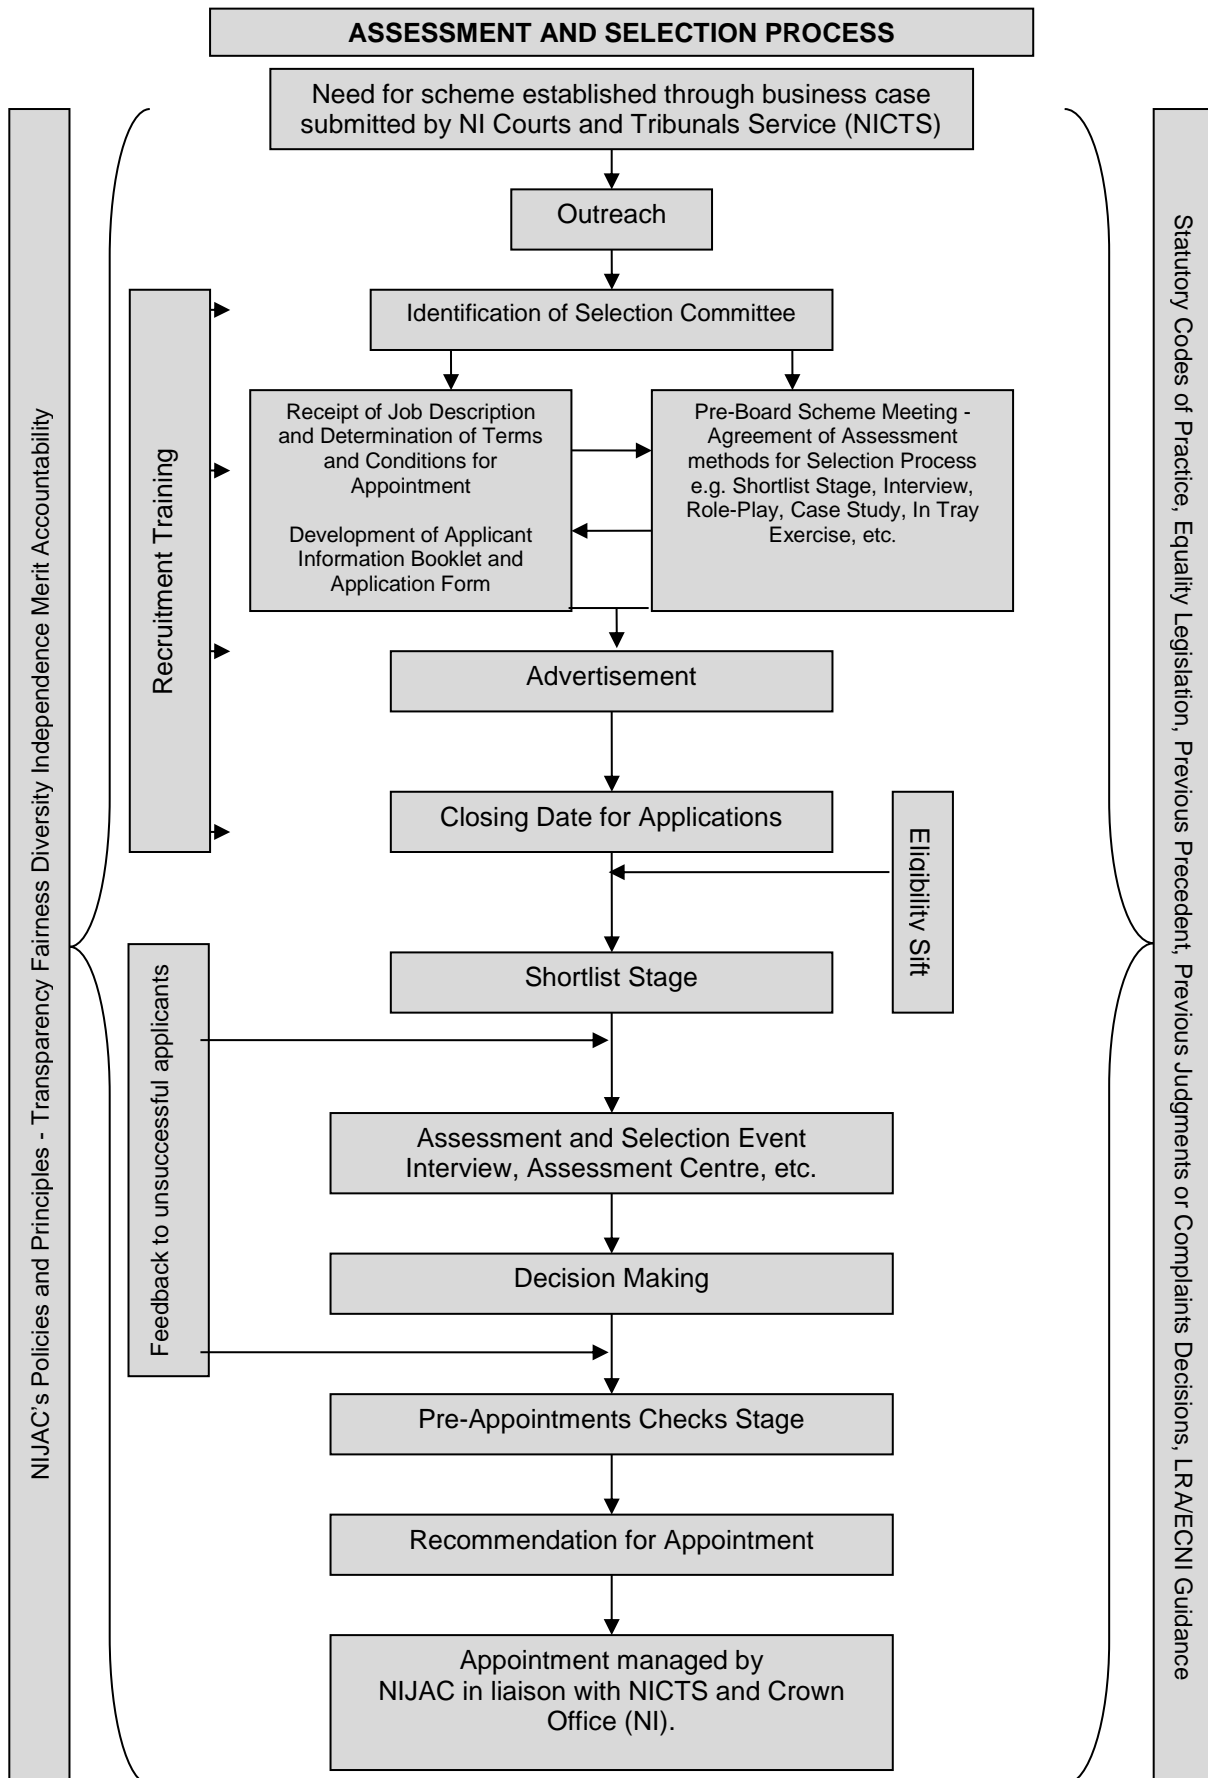 ASSESSMENT AND SELECTION PROCESS
Need for scheme established through business case
submitted by NI Courts and Tribunals Service (NICTS)
Outreach
Identification of Selection Committee
Receipt of Job Description
and Determination of Terms
and Conditions for
Appointment
Development of Applicant
Information Booklet and
Application Form
Pre-Board Scheme Meeting -
Agreement of Assessment
methods for Selection Process
e.g. Shortlist Stage, Interview,
Role-Play, Case Study, In Tray
Exercise, etc.
Recruitment Training
Advertisement
Closing Date for Applications
Eligibility Sift
Shortlist Stage
Feedback to unsuccessful applicants
Assessment and Selection Event
Interview, Assessment Centre, etc.
Decision Making
Pre-Appointments Checks Stage
Recommendation for Appointment
Appointment managed by
NIJAC in liaison with NICTS and Crown
Office (NI).
NIJAC's Policies and Principles - Transparency Fairness Diversity Independence Merit Accountability
Statutory Codes of Practice, Equality Legislation, Previous Precedent, Previous Judgments or Complaints Decisions, LRA/ECNI Guidance